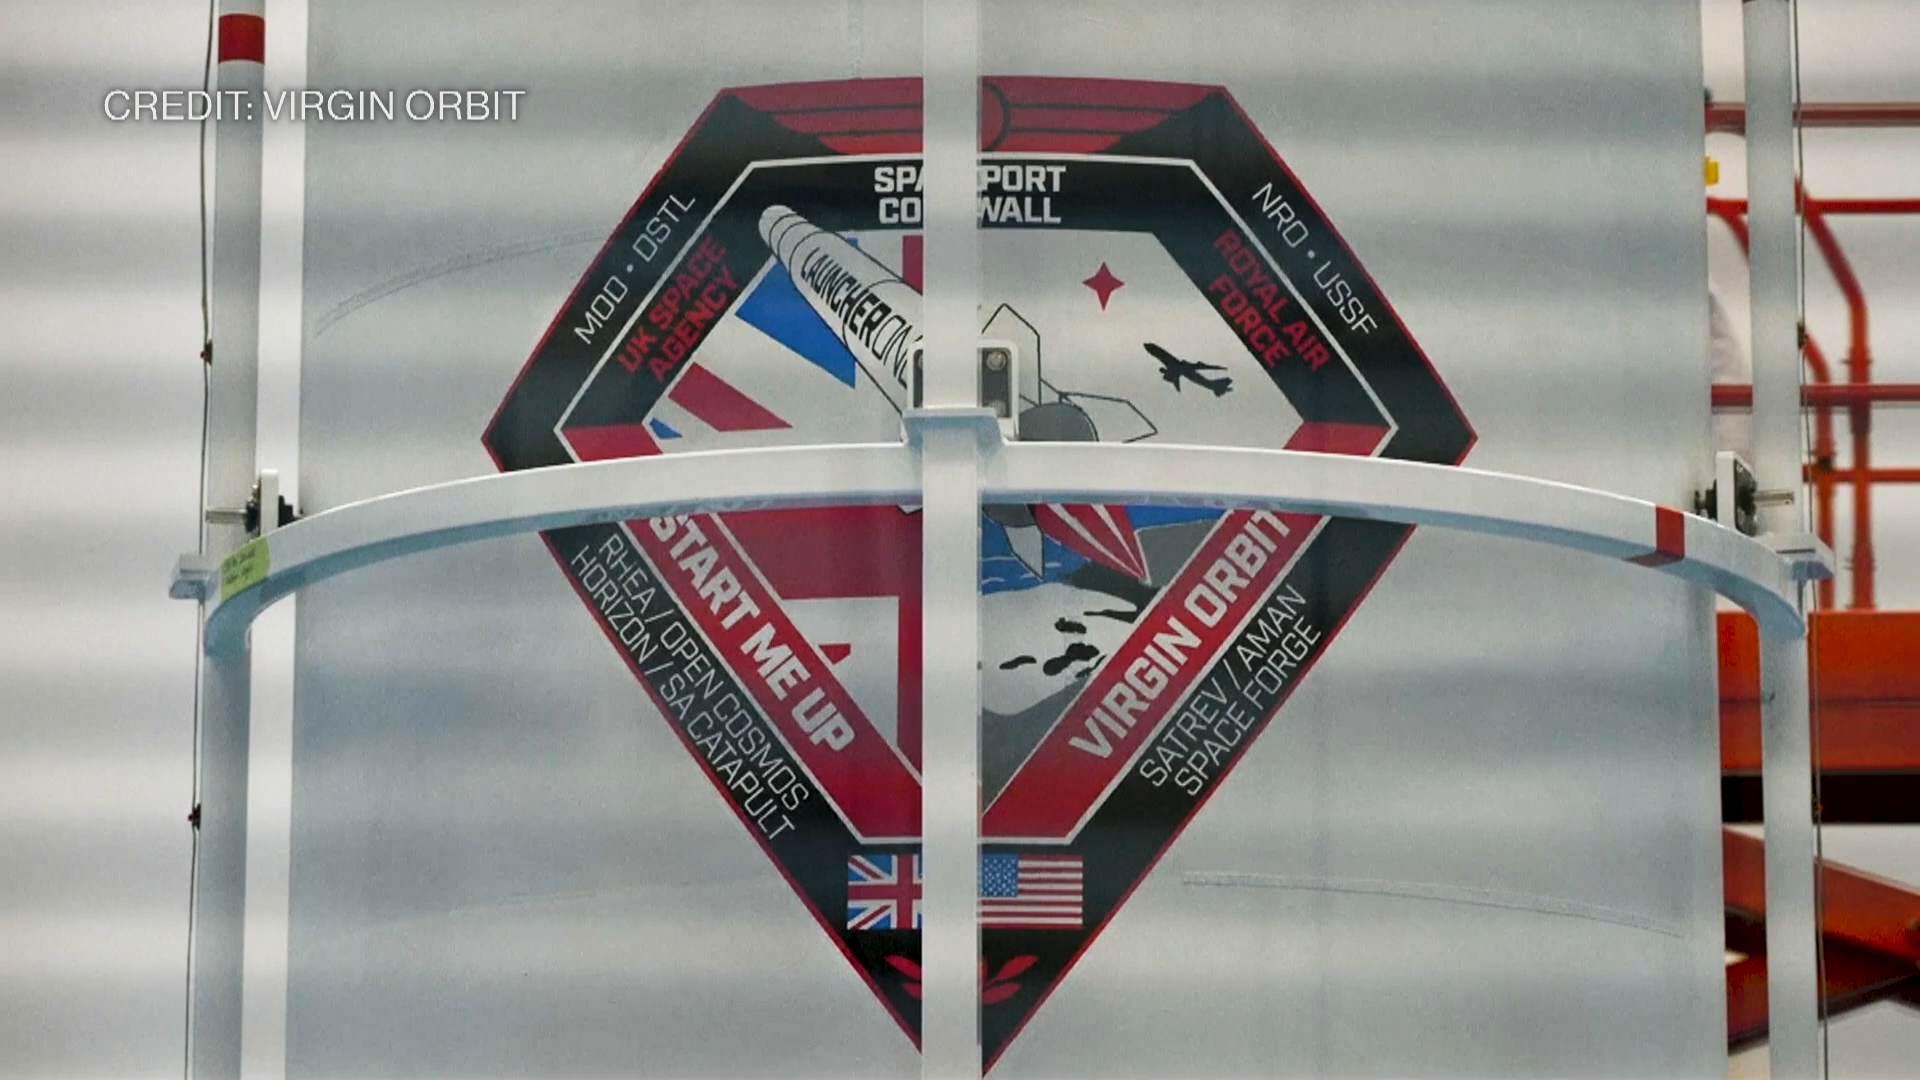 CREDIT: VIRGIN ORBIT
SPA PORT
CO WALL
MOD • DSTL
UK SPACE
AGENCY
NRO • USSF
ROYAL AIR
FORCE
LAUNCHERONE
START ME UP
VIRGIN ORBIT
RHEA / OPEN COSMOS
HORIZON / SA CATAPULT
SATREV / AMAN
SPACE FORGE